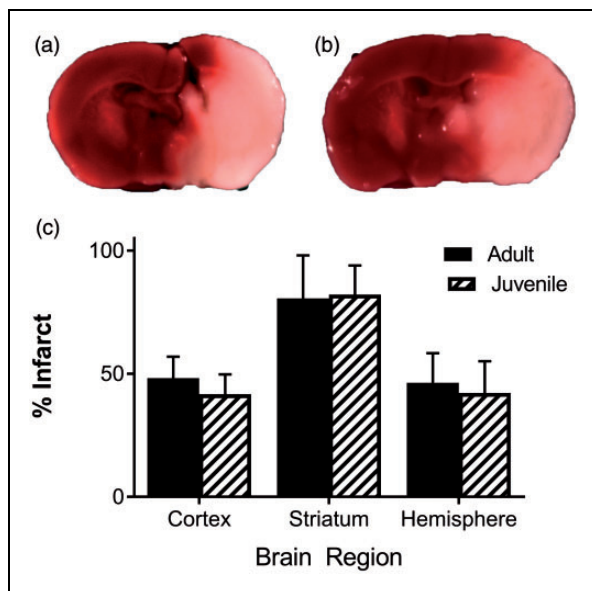 (a)
(b)
(c)
100
50
0
% Infarct
Adult
Juvenile
Cortex Striatum Hemisphere
Brain Region